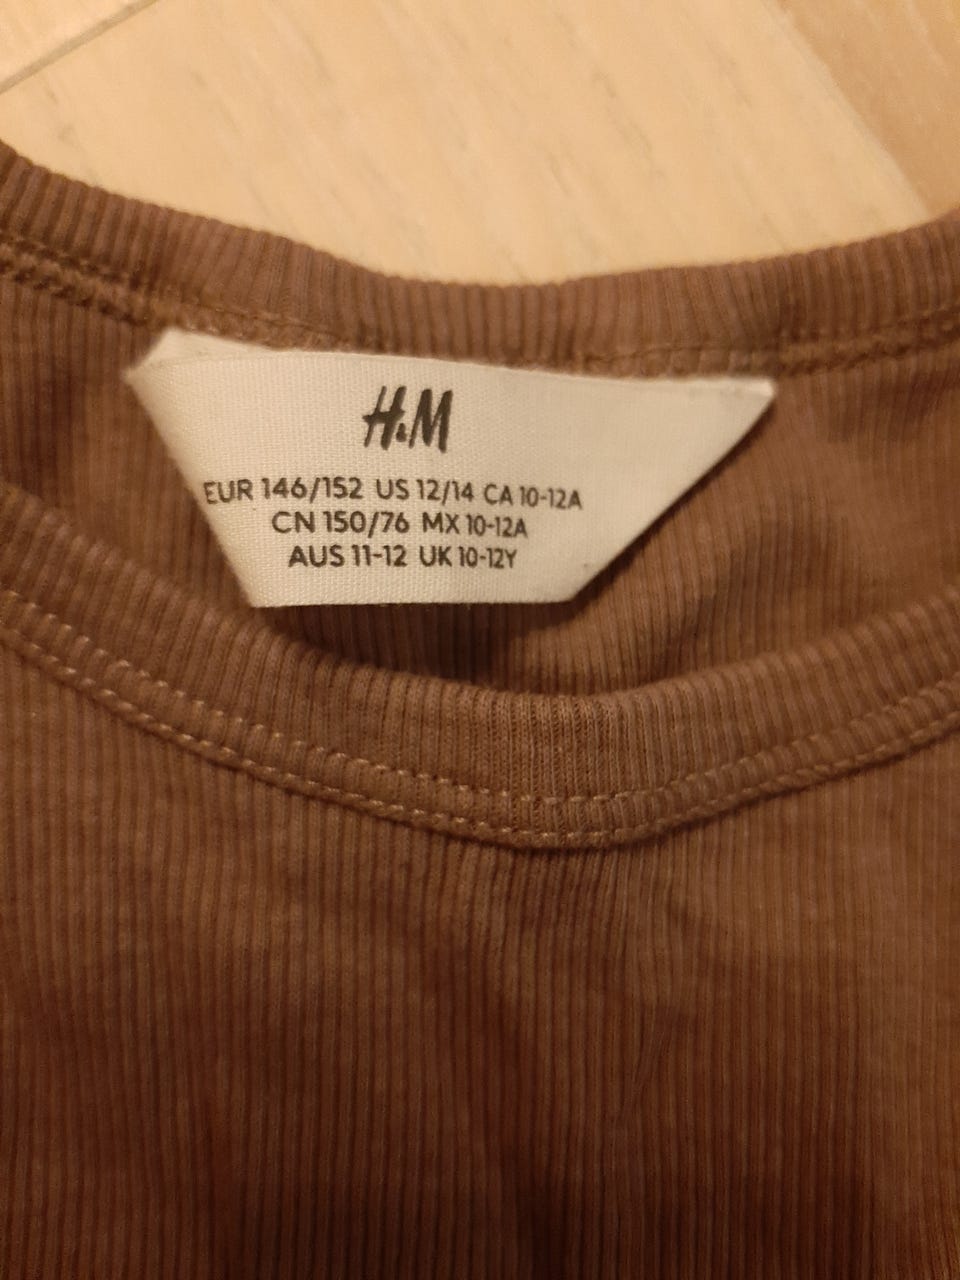 H&M
EUR 146/152 US 12/14 CA 10-12A
CN 150/76 MX 10-12A
AUS 11-12 UK 10-12Y